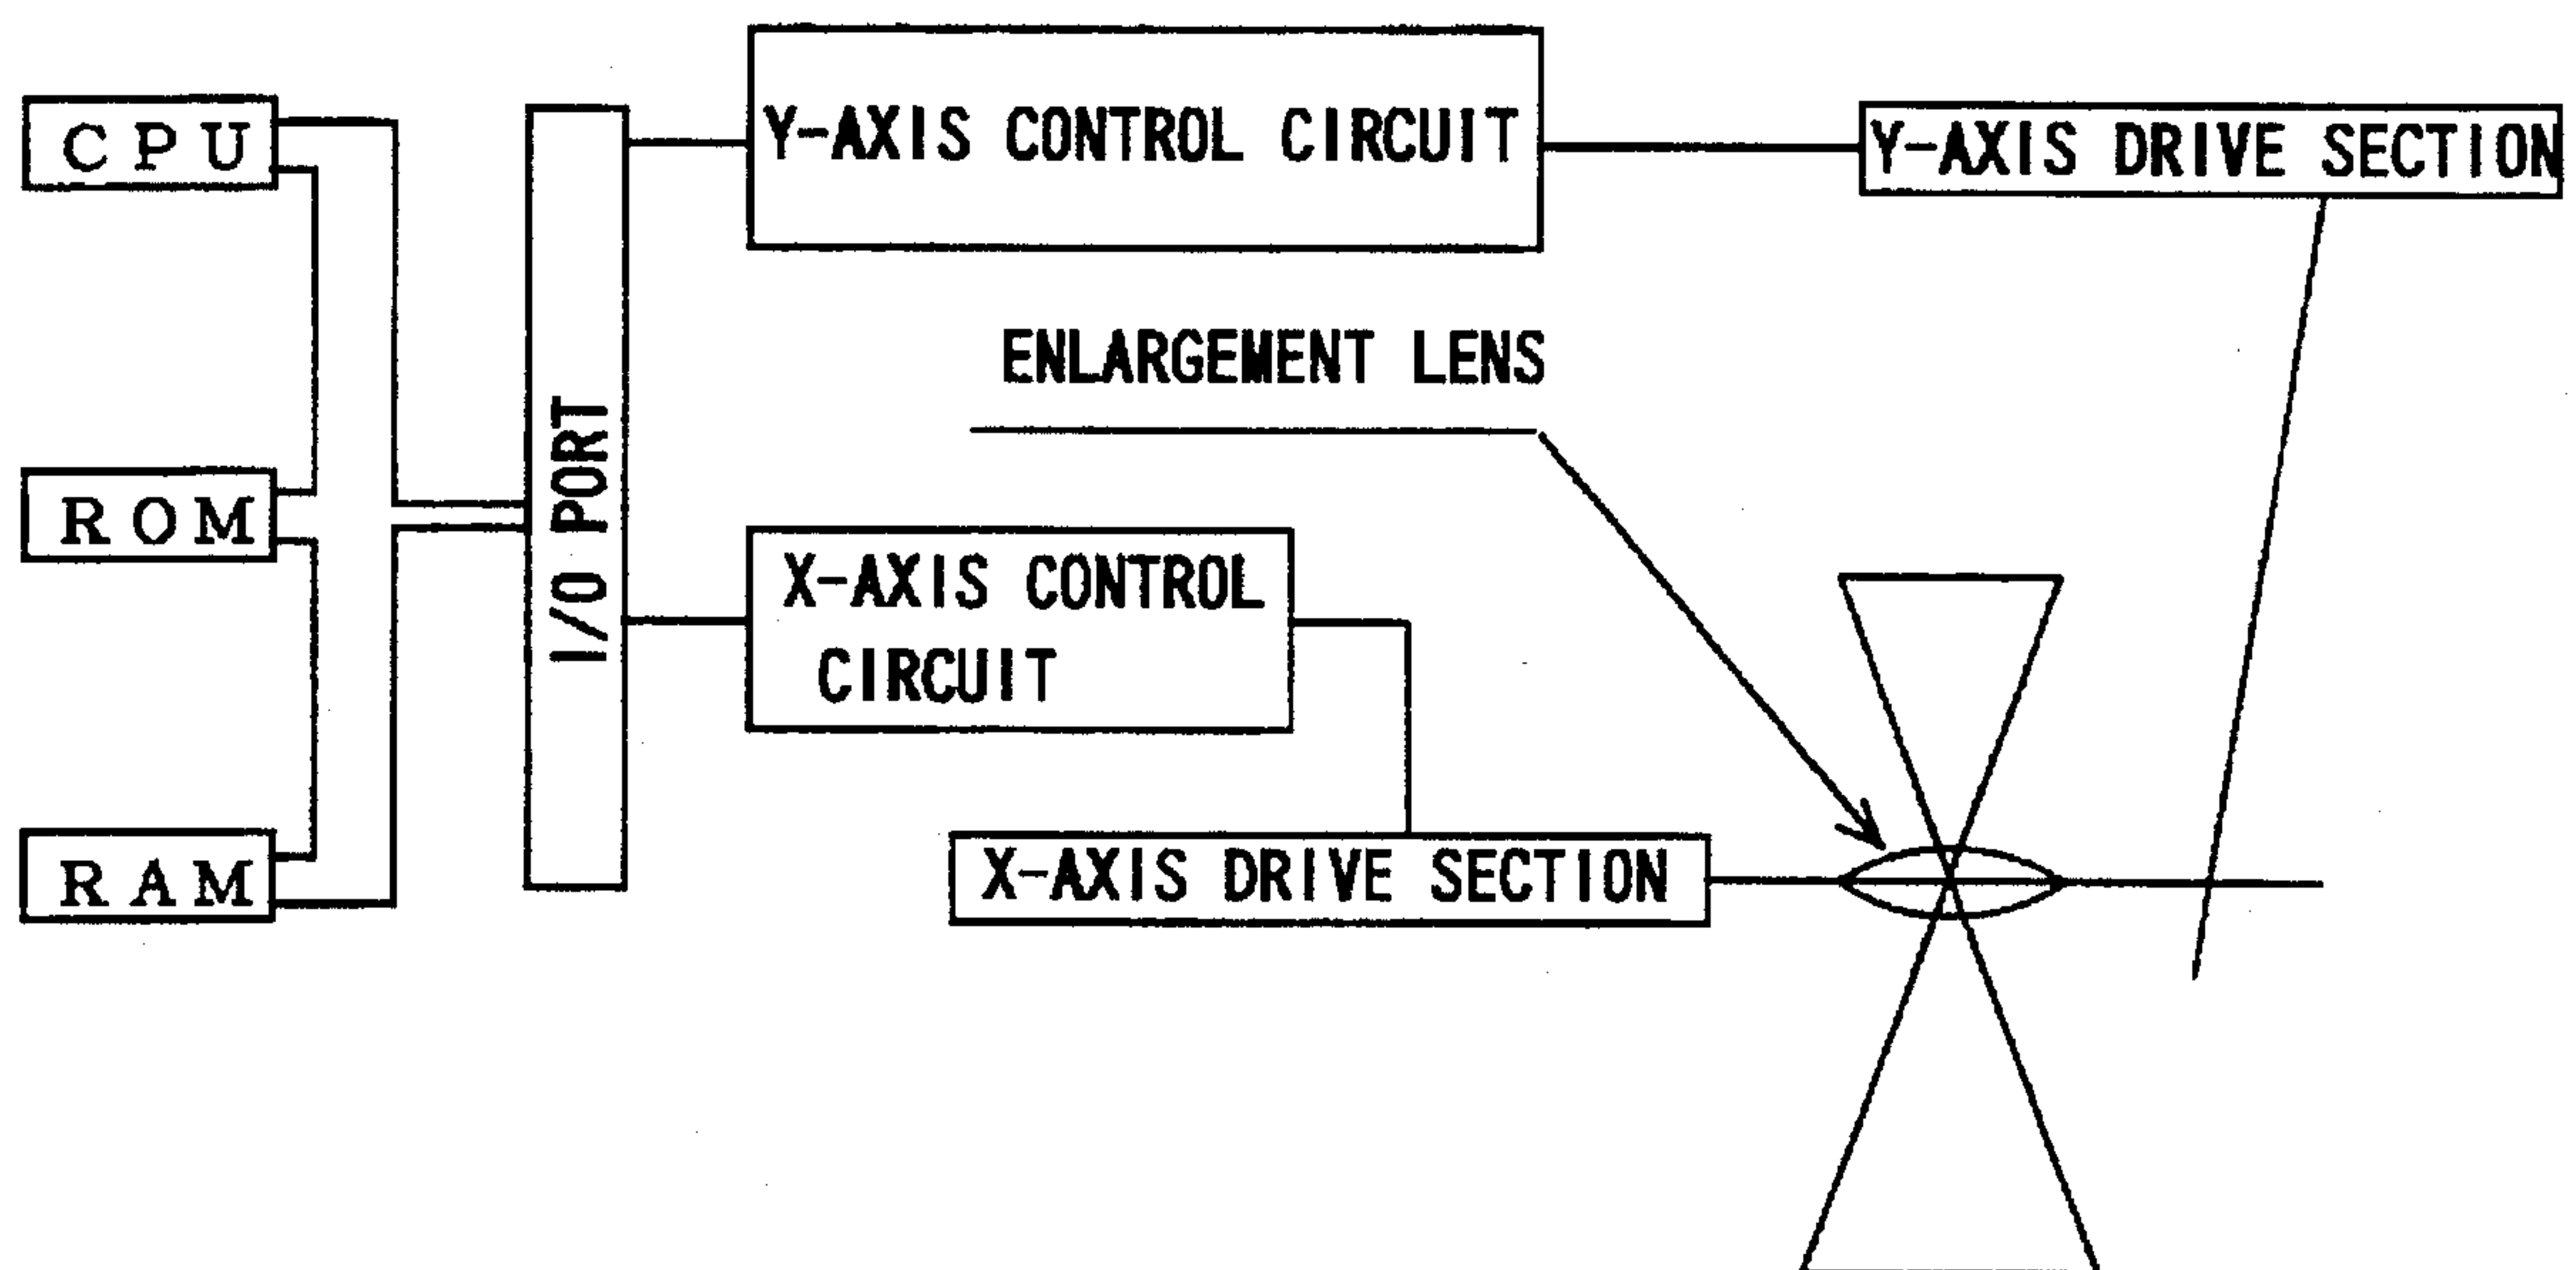 CPU
Y-AXIS CONTROL CIRCUIT
Y-AXIS DRIVE SECTION
ENLARGEMENT LENS
ROM
I/O PORT
X-AXIS CONTROL
CIRCUIT
RAM
X-AXIS DRIVE SECTION